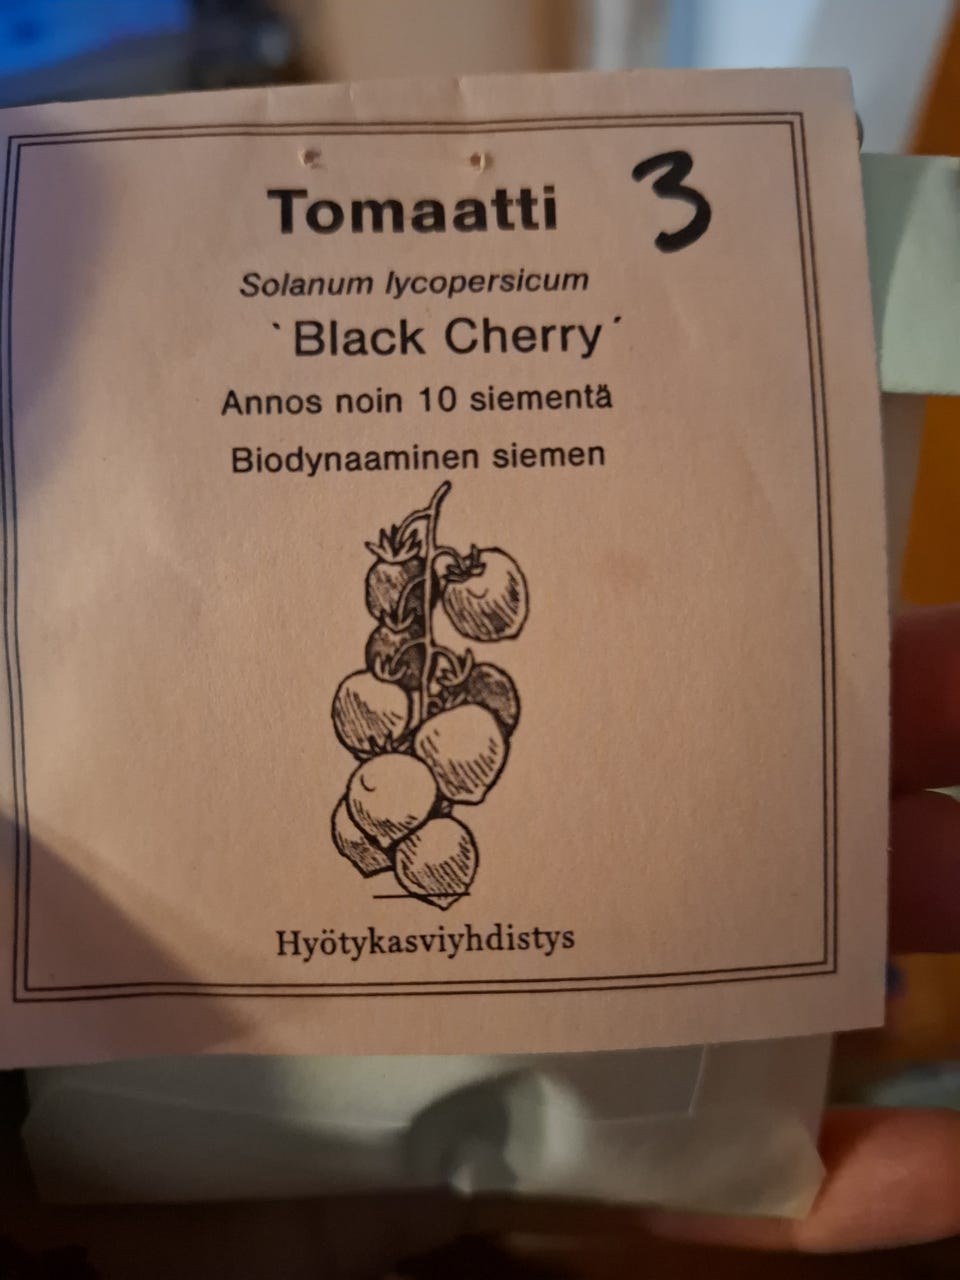 Tomaatti 3
Solanum lycopersicum
`Black Cherry´
Annos noin 10 siementä
Biodynaaminen siemen
Hyötykasviyhdistys